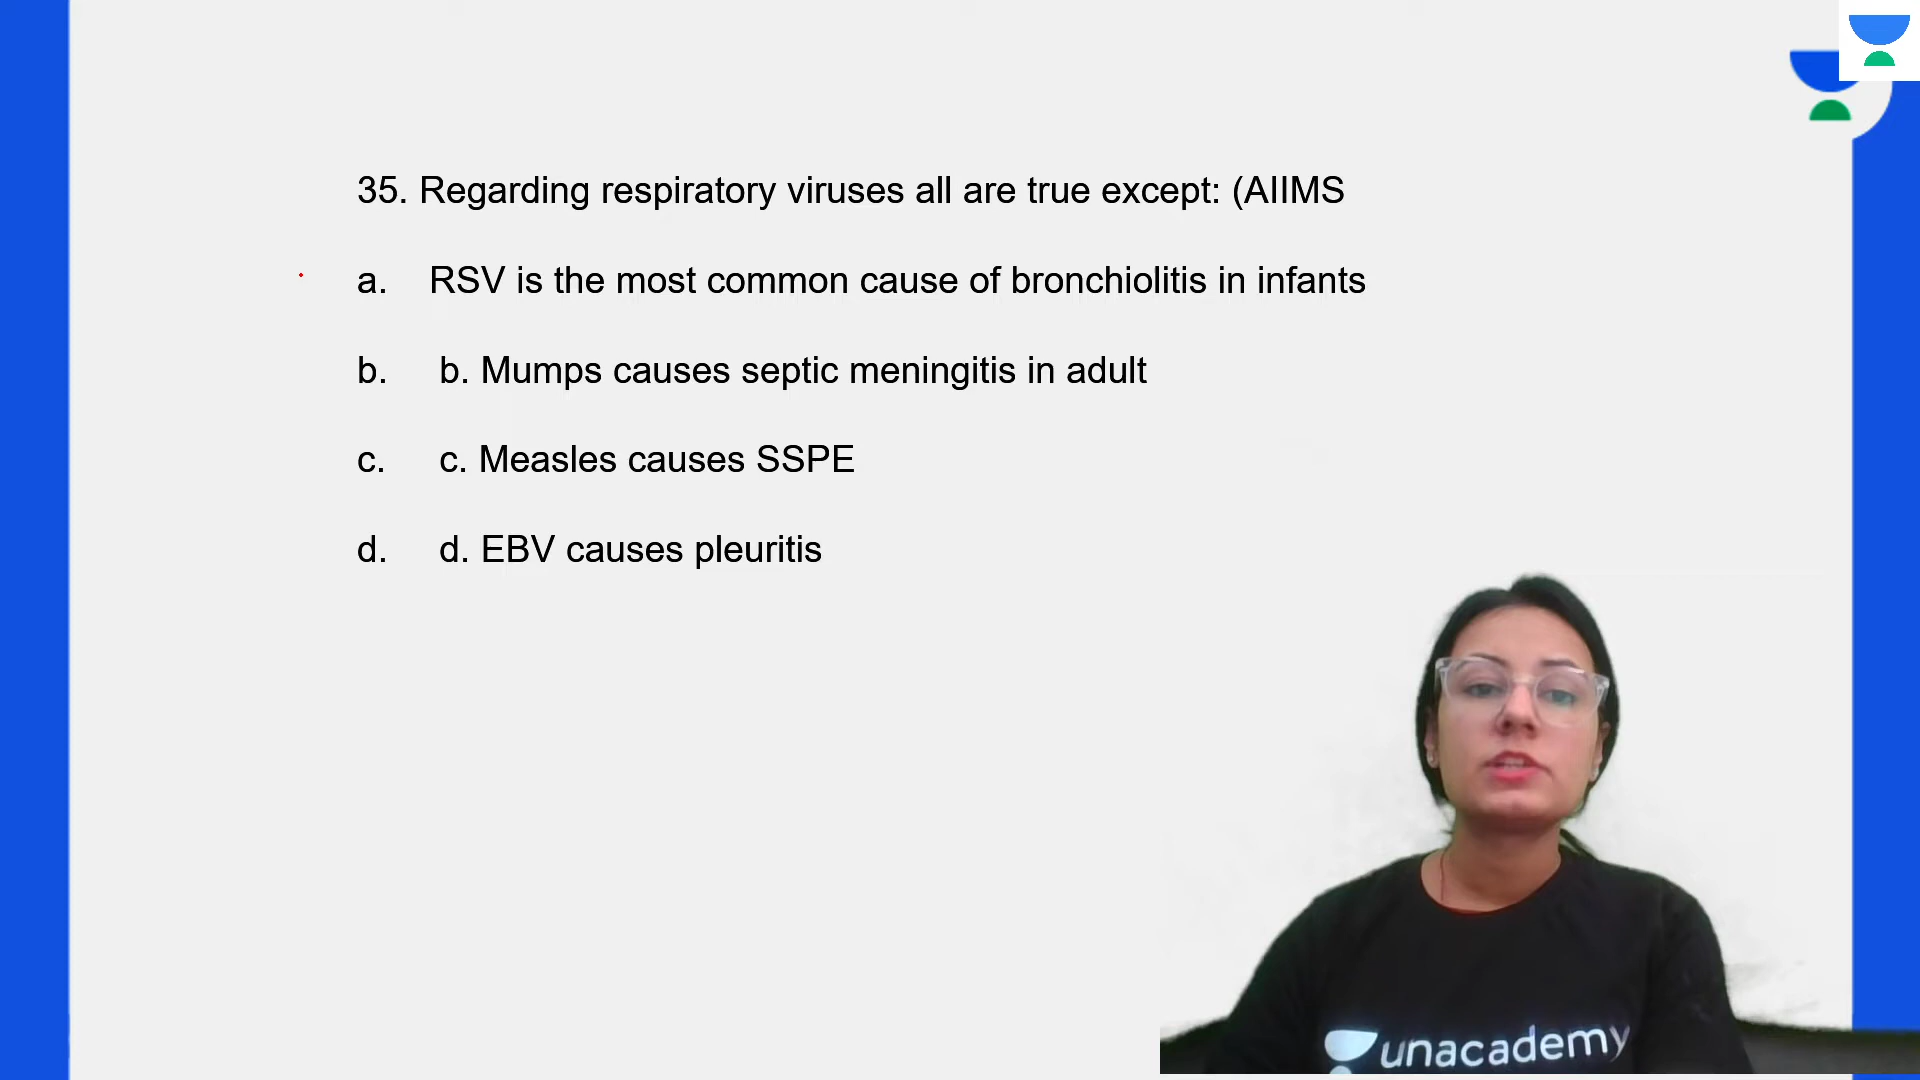 35. Regarding respiratory viruses all are true except: (AIIMS
a. RSV is the most common cause of bronchiolitis in infants
b. b. Mumps causes septic meningitis in adult
c. c. Measles causes SSPE
d. d. EBV causes pleuritis
unacademy